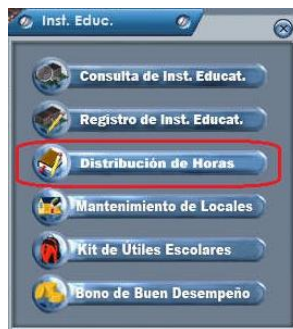 Inst. Educ.
Consulta de Inst. Educat.
Registro de Inst. Educat.
Distribución de Horas
Mantenimiento de Locales
Kit de Útiles Escolares
Bono de Buen Desempeño